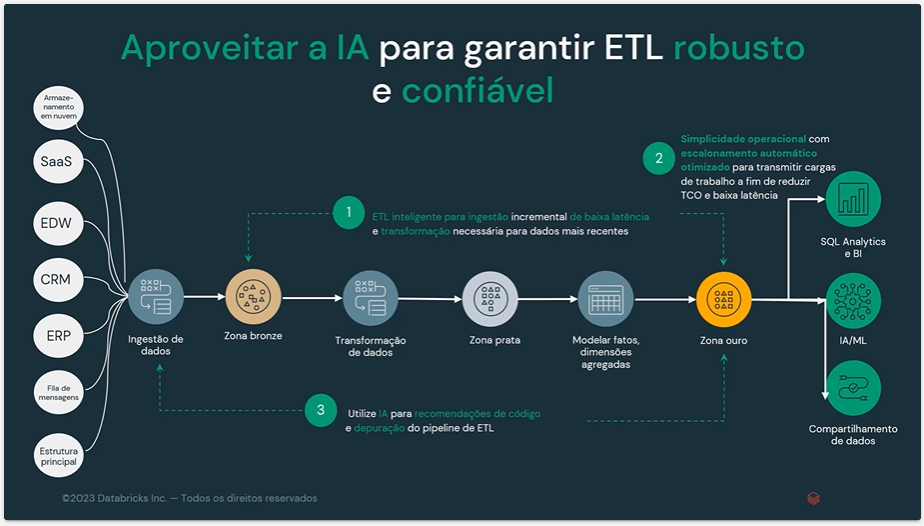 Aproveitar a IA para garantir ETL robusto
e confiável
Armaze-
namento
em nuvem
SaaS
EDW
CRM
ERP
Fila de
mensagens
Estrutura
principal
1
ETL inteligente para ingestão incremental de baixa latência
e transformação necessária para dados mais recentes
2
Simplicidade operacional com
escalonamento automático
otimizado para transmitir cargas
de trabalho a fim de reduzir
TCO e baixa latência
Ingestão de
dados
Zona bronze
Transformação
de dados
Zona prata
Modelar fatos,
dimensões
agregadas
Zona ouro
SQL Analytics
e BI
IA/ML
Compartilhamento
de dados
3
Utilize IA para recomendações de código
e depuração do pipeline de ETL
©2023 Databricks Inc. — Todos os direitos reservados